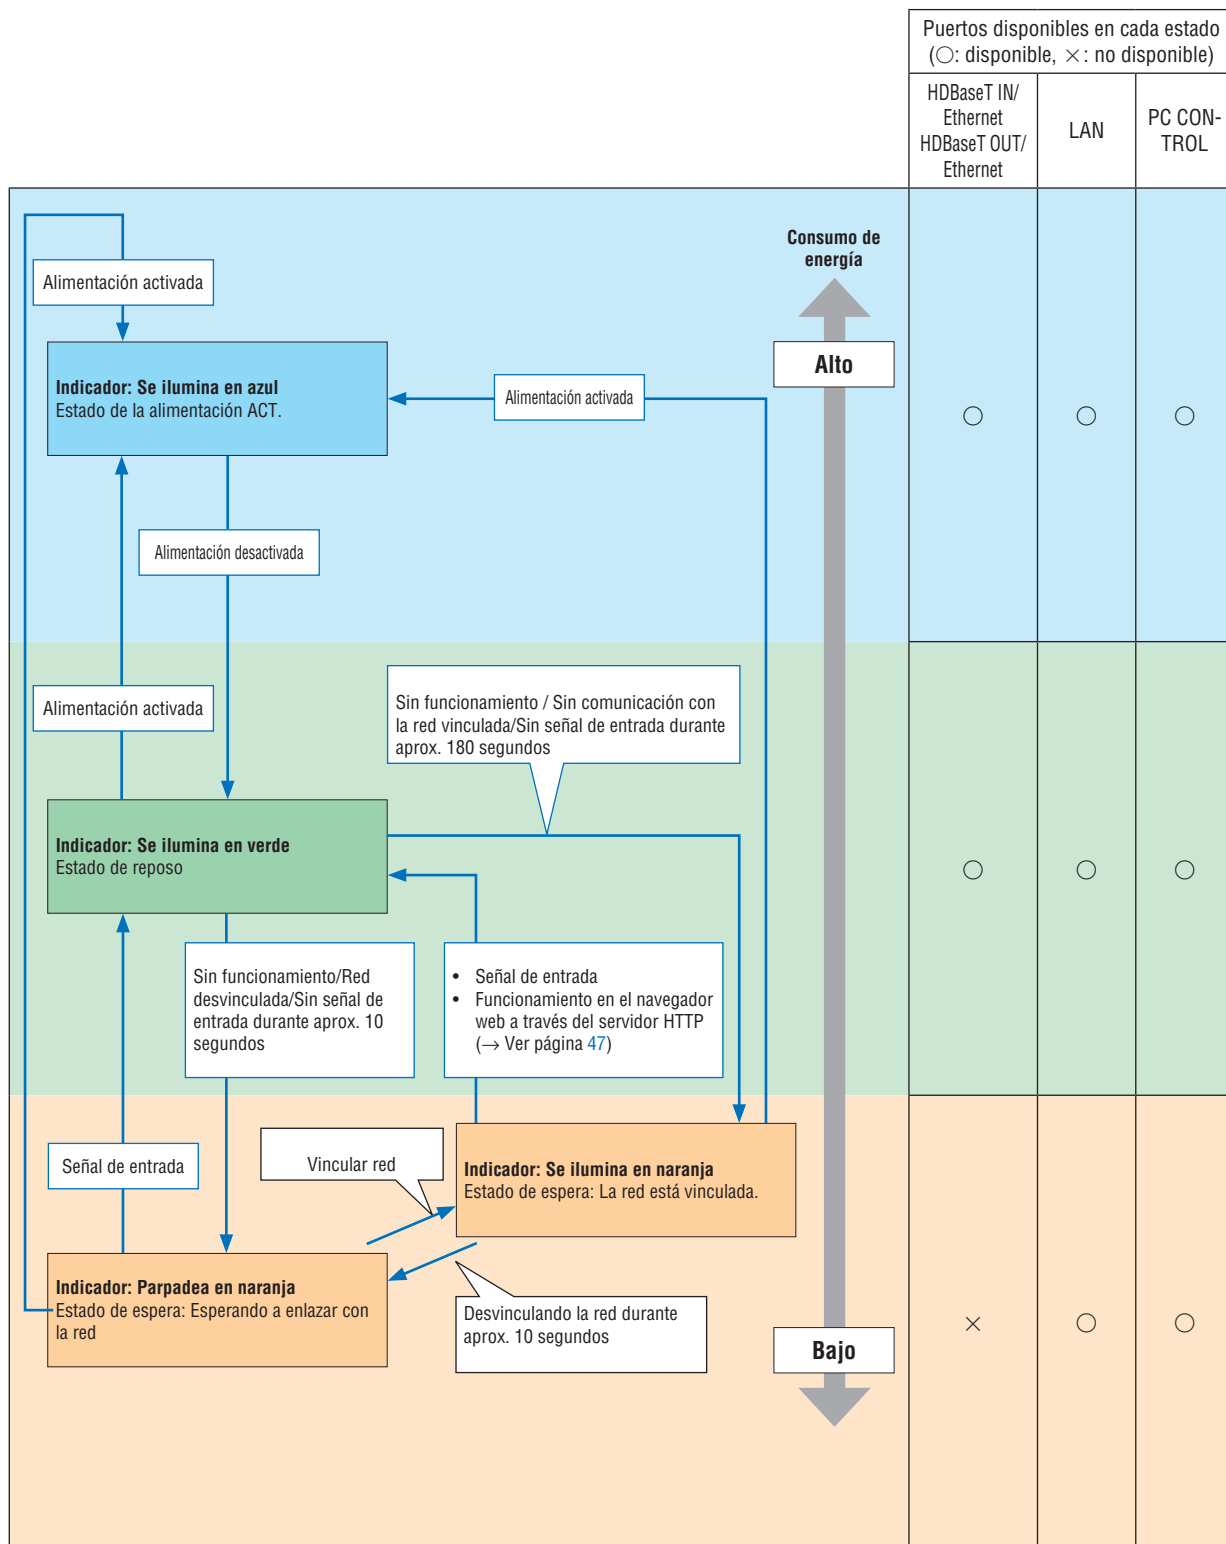 Puertos disponibles en cada estado
(○: disponible, ×: no disponible)
HDBaseT IN/
Ethernet
HDBaseT OUT/
Ethernet
LAN
PC CON-
TROL
Consumo de
energía
Alimentación activada
Alto
Indicador: Se ilumina en azul
Estado de la alimentación ACT.
Alimentación activada
○
○
○
Alimentación desactivada
Alimentación activada
Sin funcionamiento / Sin comunicación con
la red vinculada/Sin señal de entrada durante
aprox. 180 segundos
Indicador: Se ilumina en verde
Estado de reposo
○
○
○
Sin funcionamiento/Red
desvinculada/Sin señal de
entrada durante aprox. 10
segundos
• Señal de entrada
• Funcionamiento en el navegador
web a través del servidor HTTP
(→ Ver página 47)
Señal de entrada
Vincular red
Indicador: Se ilumina en naranja
Estado de espera: La red está vinculada.
Indicador: Parpadea en naranja
Estado de espera: Esperando a enlazar con
la red
Desvinculando la red durante
aprox. 10 segundos
Bajo
×
○
○